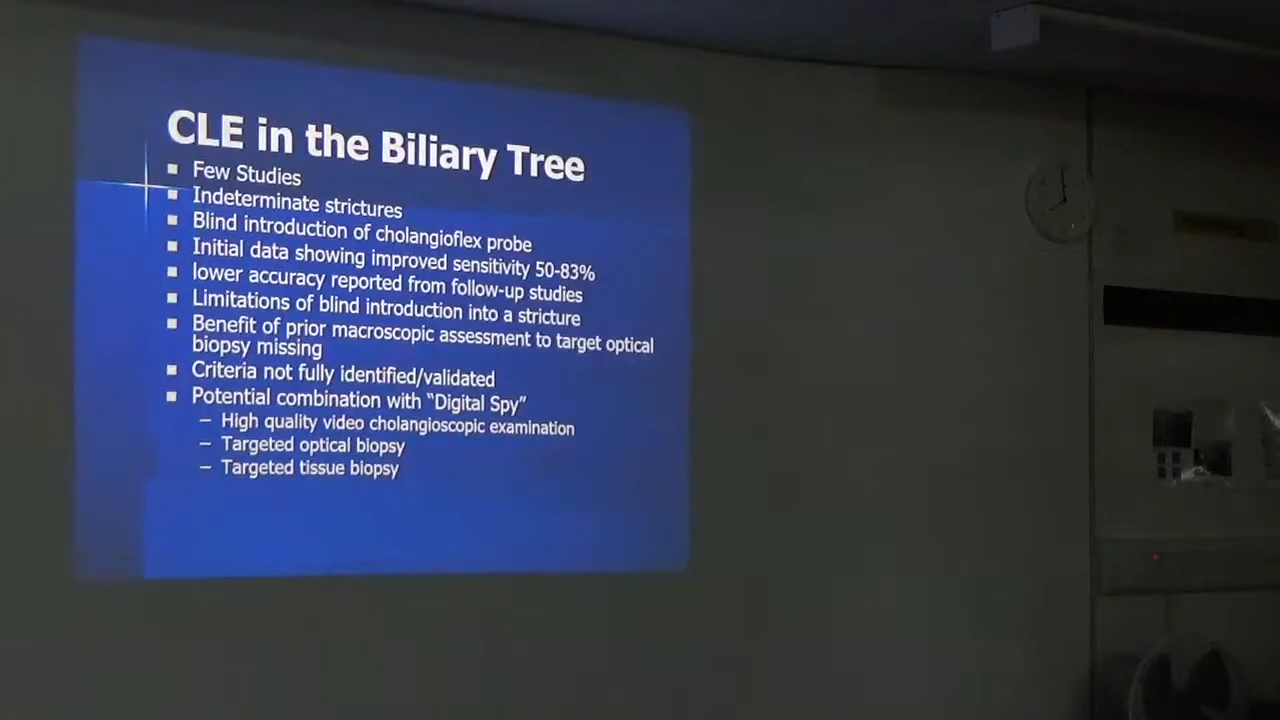 CLE in the Biliary Tree
Few Studies
Indeterminate strictures
Blind introduction of cholangioflex probe
Initial data showing improved sensitivity 50-83%
lower accuracy reported from follow-up studies
Limitations of blind introduction into a stricture
Benefit of prior macroscopic assessment to target optical
biopsy missing
Criteria not fully identified/validated
Potential combination with “Digital Spy”
– High quality video cholangioscopic examination
– Targeted optical biopsy
– Targeted tissue biopsy